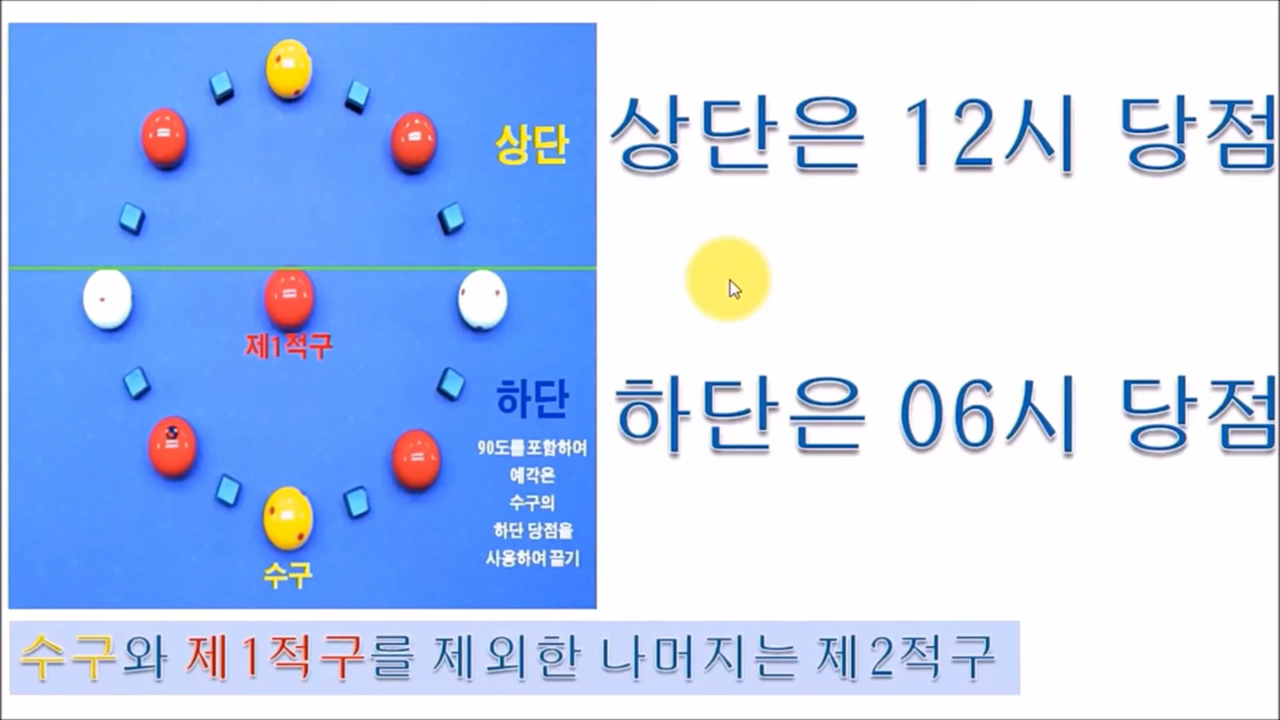 상단
상단은 12시 당점
제1적구
하단
하단은 06시 당점
90도를 포함하여
예각은
수구의
하단 당점을
사용하여 끌기
수구
수구와 제1적구를 제외한 나머지는 제2적구